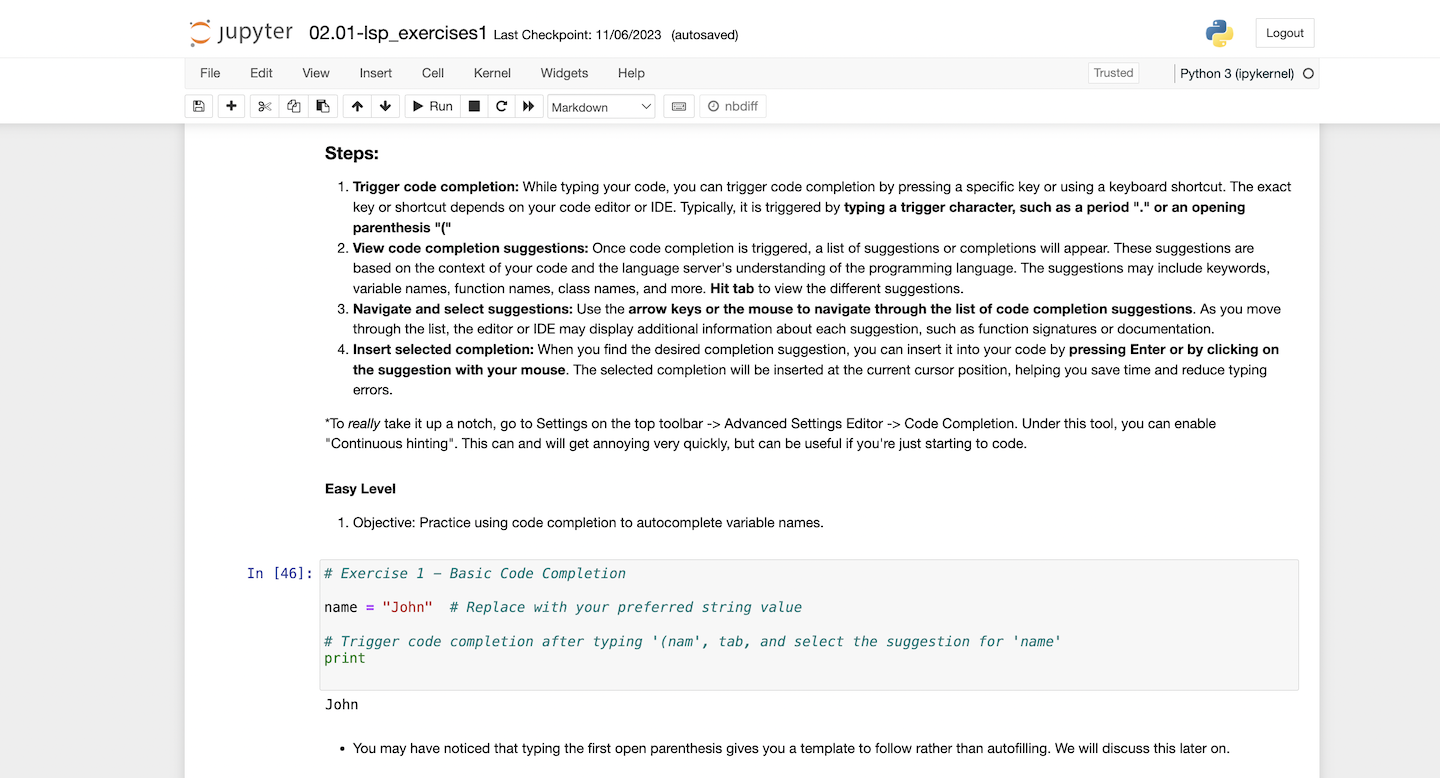 jupyter 02.01-lsp_exercises1 Last Checkpoint: 11/06/2023 (autosaved)
Logout
File Edit View Insert Cell Kernel Widgets Help
Trusted
Python 3 (ipykernel)
Run
Markdown
nbdiff
Steps:
1. Trigger code completion: While typing your code, you can trigger code completion by pressing a specific key or using a keyboard shortcut. The exact
key or shortcut depends on your code editor or IDE. Typically, it is triggered by typing a trigger character, such as a period "." or an opening
parenthesis "("
2. View code completion suggestions: Once code completion is triggered, a list of suggestions or completions will appear. These suggestions are
based on the context of your code and the language server's understanding of the programming language. The suggestions may include keywords,
variable names, function names, class names, and more. Hit tab to view the different suggestions.
3. Navigate and select suggestions: Use the arrow keys or the mouse to navigate through the list of code completion suggestions. As you move
through the list, the editor or IDE may display additional information about each suggestion, such as function signatures or documentation.
4. Insert selected completion: When you find the desired completion suggestion, you can insert it into your code by pressing Enter or by clicking on
the suggestion with your mouse. The selected completion will be inserted at the current cursor position, helping you save time and reduce typing
errors.
*To really take it up a notch, go to Settings on the top toolbar -> Advanced Settings Editor -> Code Completion. Under this tool, you can enable
"Continuous hinting". This can and will get annoying very quickly, but can be useful if you're just starting to code.
Easy Level
1. Objective: Practice using code completion to autocomplete variable names.
In [46]: # Exercise 1 – Basic Code Completion
name = "John"  # Replace with your preferred string value
# Trigger code completion after typing '(nam', tab, and select the suggestion for 'name'
print
John
• You may have noticed that typing the first open parenthesis gives you a template to follow rather than autofilling. We will discuss this later on.